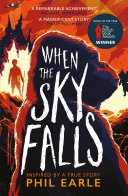 "A REMARKABLE ACHIEVEMENT"
"A MAGNIFICENT STORY"
WINNER
WHEN
THE
SKY
FALLS
INSPIRED BY A TRUE STORY
PHIL EARLE